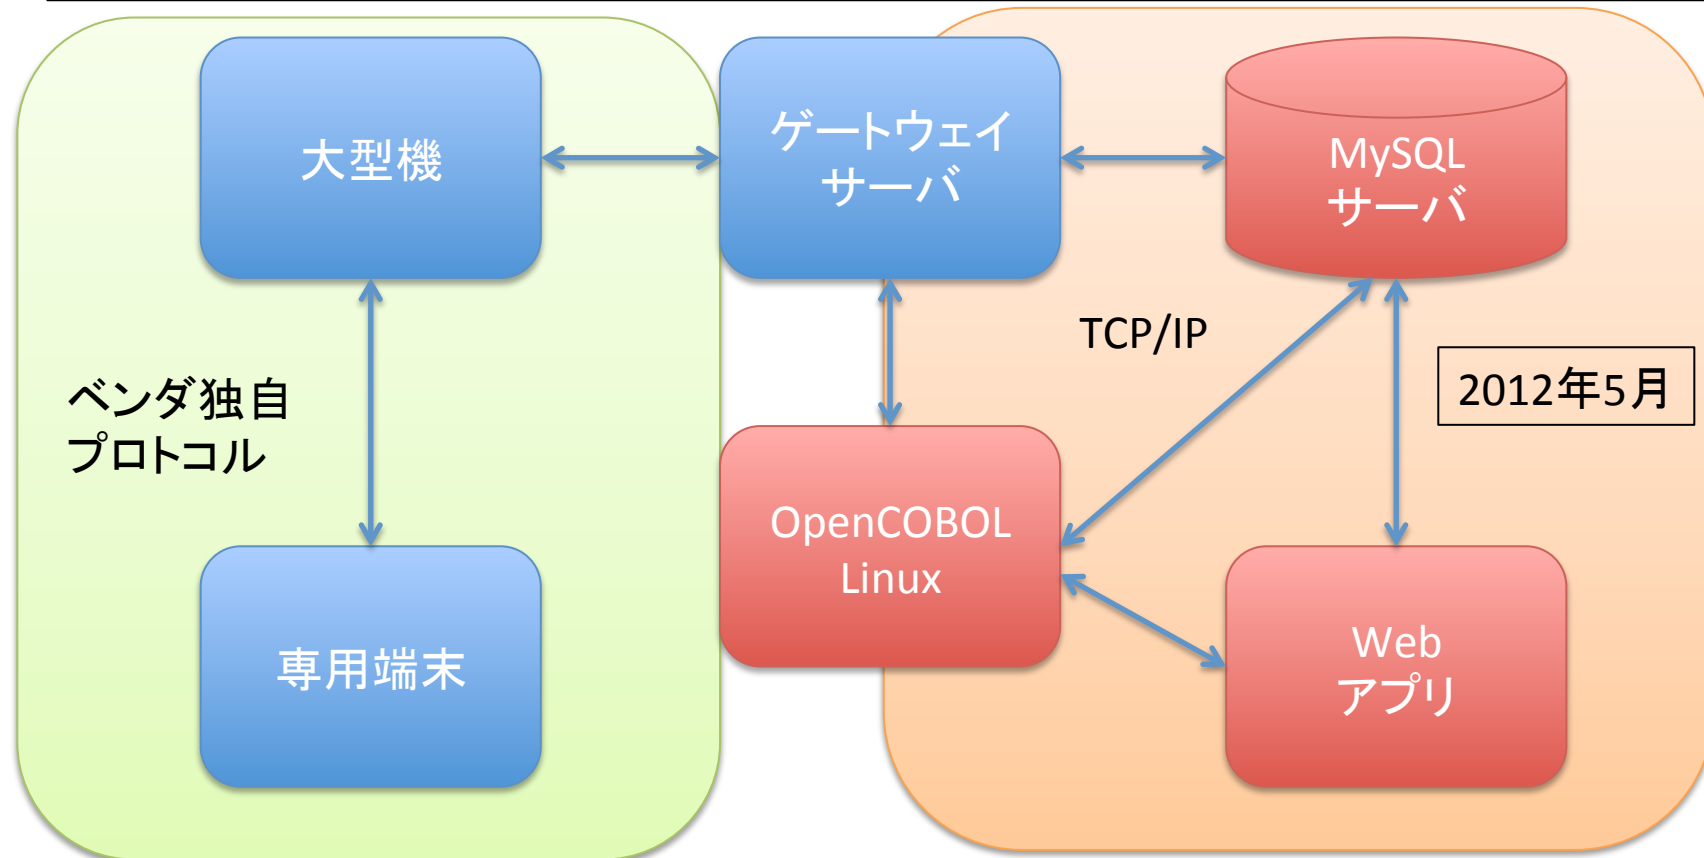 大型機
ゲートウェイ
サーバ
MySQL
サーバ
TCP/IP
ベンダ独自
プロトコル
2012年5月
OpenCOBOL
Linux
専用端末
Web
アプリ